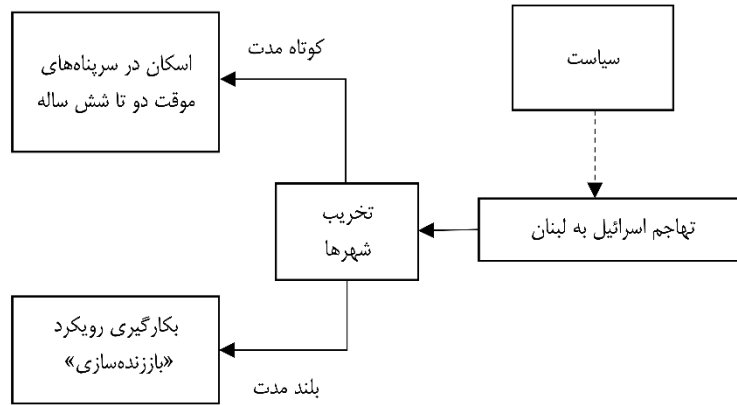 سیاست
تهاجم اسرائیل به لبنان
تخریب
شهرها
کوتاه مدت
اسکان در سرپناه‌های
موقت دو تا شش ساله
بلند مدت
بکارگیری رویکرد
«باززنده‌سازی»